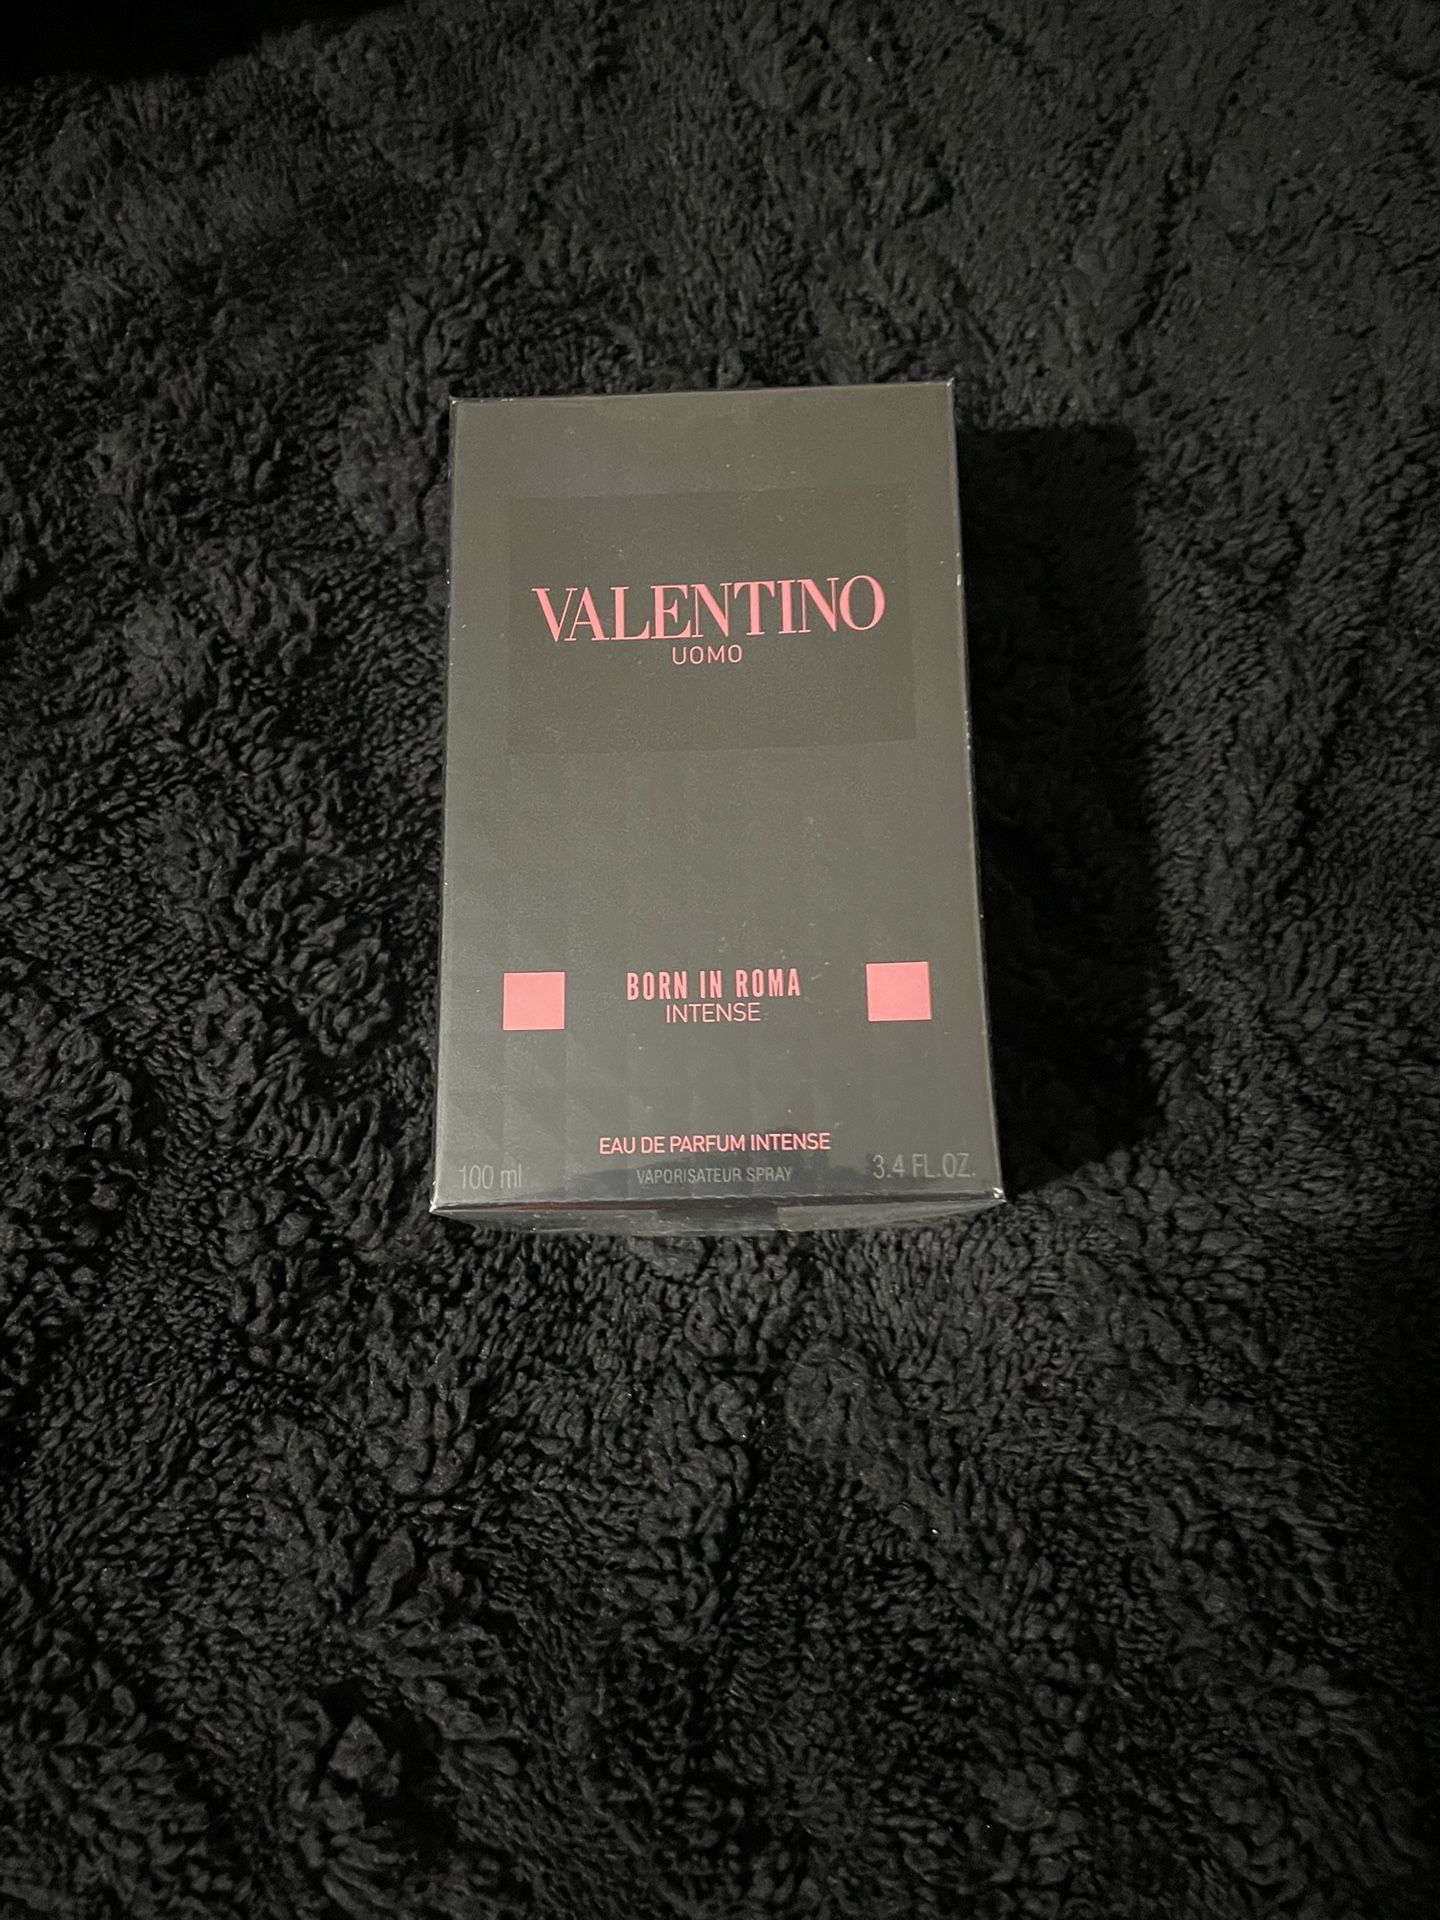 VALENTINO
UOMO
BORN IN ROMA
INTENSE
EAU DE PARFUM INTENSE
100 ml VAPORISATEUR SPRAY 3.4 FL.OZ.